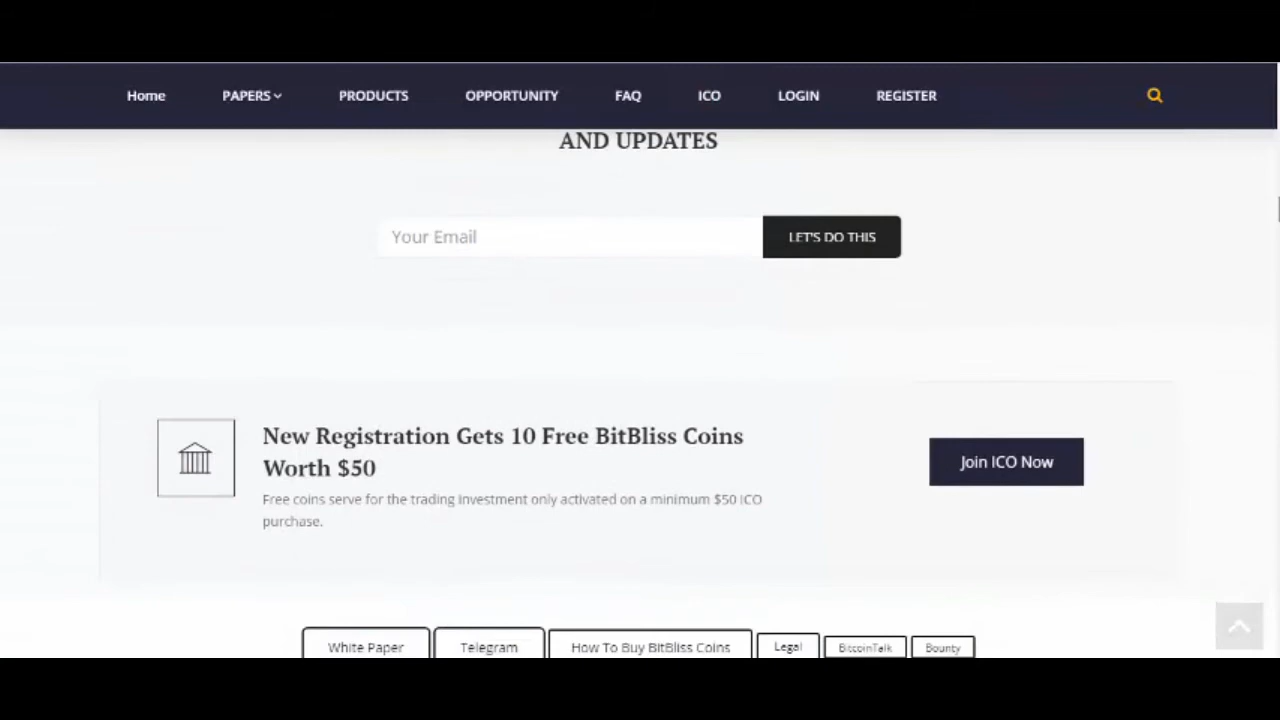 Home PAPERS PRODUCTS OPPORTUNITY FAQ ICO LOGIN REGISTER
AND UPDATES
Your Email LET'S DO THIS
New Registration Gets 10 Free BitBliss Coins
Worth $50
Free coins serve for the trading investment only activated on a minimum $50 ICO
purchase.
Join ICO Now
White Paper Telegram How To Buy BitBliss Coins Legal BitcoinTalk Bounty